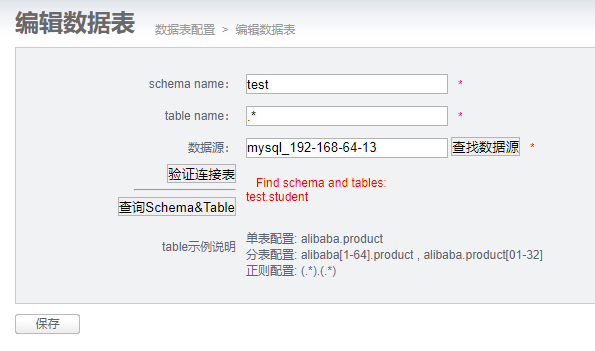 编辑数据表 数据表配置 > 编辑数据表
schema name： test *
table name： .* *
数据源： mysql_192-168-64-13 查找数据源 *
验证连接表
Find schema and tables:
test.student
查询Schema&Table
table示例说明
单表配置: alibaba.product
分表配置: alibaba[1-64].product , alibaba.product[01-32]
正则配置: (.*).(.*)
保存